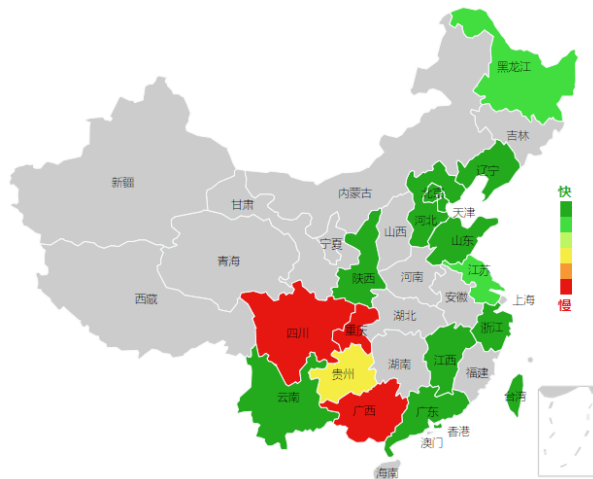 黑龙江
吉林
辽宁
新疆
内蒙古
北京
快
甘肃
天津
河北
山西
山东
宁夏
青海
陕西
河南
江苏
西藏
安徽
上海
慢
湖北
四川
重庆
浙江
江西
湖南
贵州
福建
云南
台湾
广西
广东
香港
澳门
海南